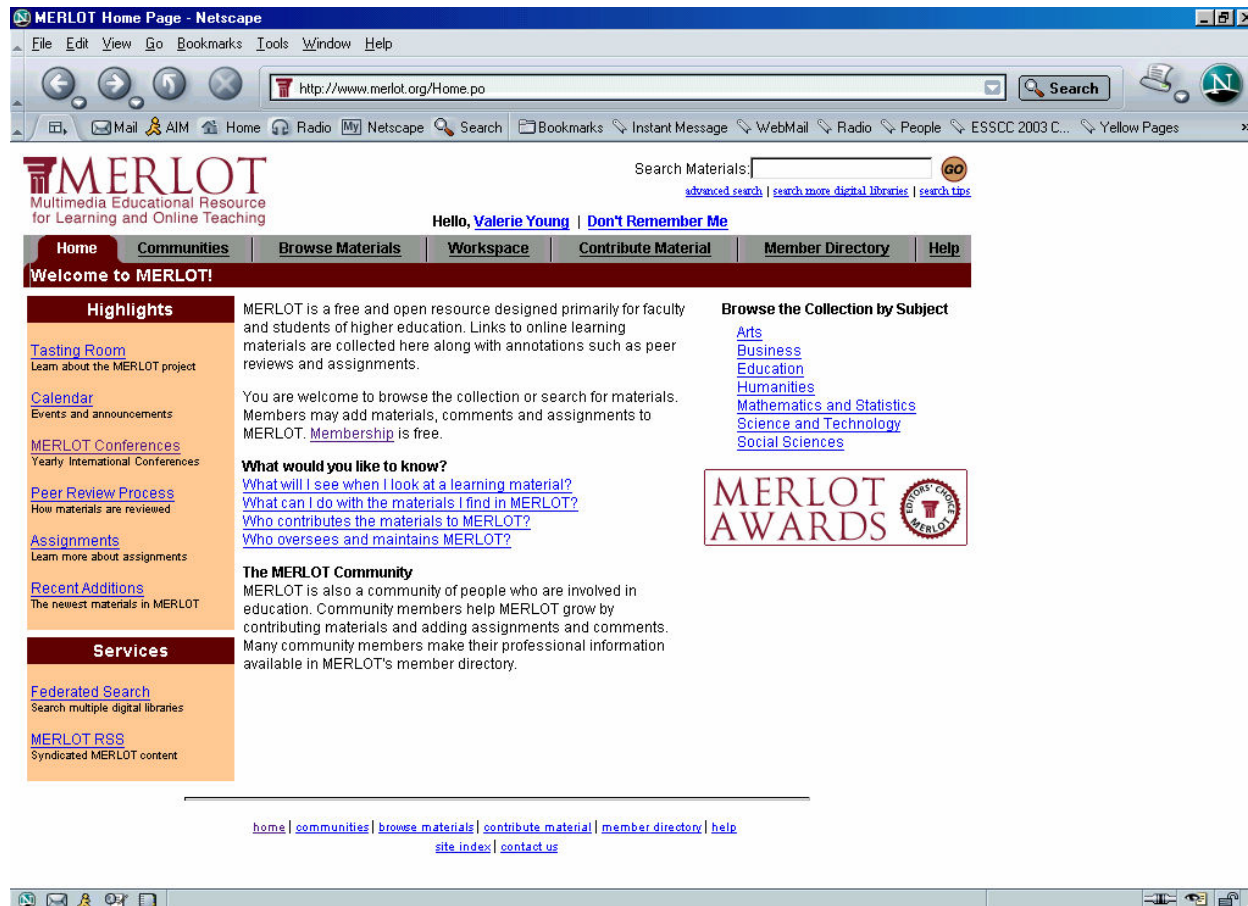 MERLOT Home Page - Netscape
File Edit View Go Bookmarks Tools Window Help
http://www.merlot.org/Home.po
Search
N
Mail AIM Home Radio My Netscape Search Bookmarks Instant Message WebMail Radio People ESSCC 2003 C... Yellow Pages
MERLOT
Multimedia Educational Resource
for Learning and Online Teaching
Search Materials:
GO
advanced search | search more digital libraries | search tips
Hello, Valerie Young | Don't Remember Me
Home Communities Browse Materials Workspace Contribute Material Member Directory Help
Welcome to MERLOT!
Highlights
Tasting Room
Learn about the MERLOT project
Calendar
Events and announcements
MERLOT Conferences
Yearly International Conferences
Peer Review Process
How materials are reviewed
Assignments
Learn more about assignments
Recent Additions
The newest materials in MERLOT
Services
Federated Search
Search multiple digital libraries
MERLOT RSS
Syndicated MERLOT content
MERLOT is a free and open resource designed primarily for faculty
and students of higher education. Links to online learning
materials are collected here along with annotations such as peer
reviews and assignments.
You are welcome to browse the collection or search for materials.
Members may add materials, comments and assignments to
MERLOT. Membership is free.
What would you like to know?
What will I see when I look at a learning material?
What can I do with the materials I find in MERLOT?
Who contributes the materials to MERLOT?
Who oversees and maintains MERLOT?
The MERLOT Community
MERLOT is also a community of people who are involved in
education. Community members help MERLOT grow by
contributing materials and adding assignments and comments.
Many community members make their professional information
available in MERLOT's member directory.
Browse the Collection by Subject
Arts
Business
Education
Humanities
Mathematics and Statistics
Science and Technology
Social Sciences
MERLOT
AWARDS
EDITORS' CHOICE
MERLOT
home | communities | browse materials | contribute material | member directory | help
site index | contact us